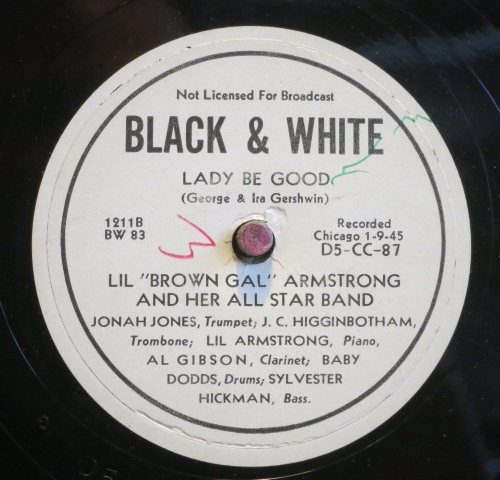 Not Licensed For Broadcast
BLACK & WHITE
LADY BE GOOD
(George & Ira Gershwin)
1211B
BW 83
Recorded
Chicago 1-9-45
D5-CC-87
LIL "BROWN GAL" ARMSTRONG
AND HER ALL STAR BAND
JONAH JONES, Trumpet; J. C. HIGGINBOTHAM,
Trombone; LIL ARMSTRONG, Piano,
AL GIBSON, Clarinet; BABY
DODDS, Drums; SYLVESTER
HICKMAN, Bass.